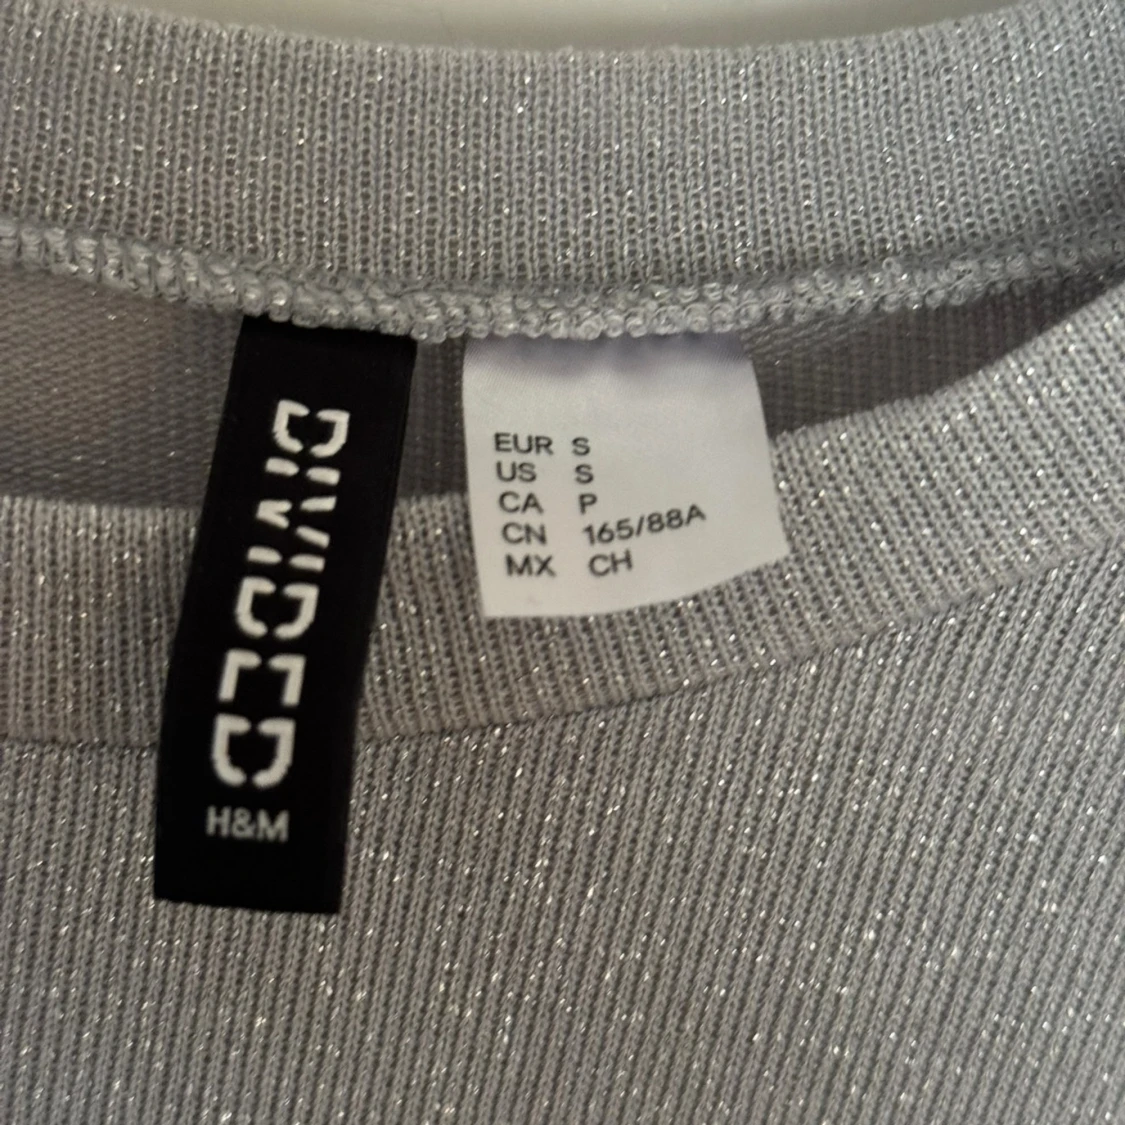 DIVIDED
H&M
EUR S
US S
CA P
CN 165/88A
MX CH